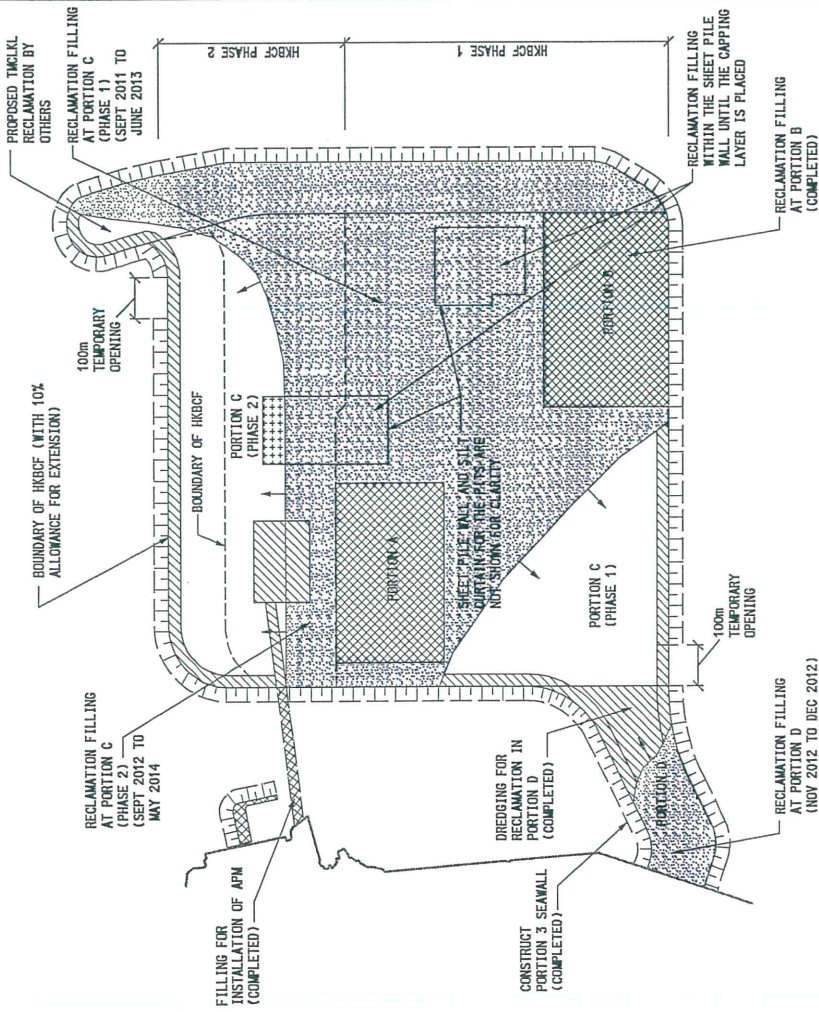 PROPOSED TMCLKL
RECLAMATION BY
OTHERS
RECLAMATION FILLING
AT PORTION C
(PHASE 1)
(SEPT 2011 TO
JUNE 2013
HKBCF PHASE 2
HKBCF PHASE 1
RECLAMATION FILLING
WITHIN THE SHEET PILE
WALL UNTIL THE CAPPING
LAYER IS PLACED
RECLAMATION FILLING
AT PORTION B
(COMPLETED)
100m
TEMPORARY
OPENING
BOUNDARY OF HKBCF (WITH 10%
ALLOWANCE FOR EXTENSION)
BOUNDARY OF HKBCF
PORTION C
(PHASE 2)
PORTION B
PORTION A
SHEET PILE WALL AND SILT
CURTAIN FOR THE PITS ARE
NOT SHOWN FOR CLARITY
PORTION C
(PHASE 1)
100m
TEMPORARY
OPENING
RECLAMATION FILLING
AT PORTION C
(PHASE 2)
(SEPT 2012 TO
MAY 2014
FILLING FOR
INSTALLATION OF APM
(COMPLETED)
DREDGING FOR
RECLAMATION IN
PORTION D
(COMPLETED)
CONSTRUCT
PORTION 3 SEAWALL
(COMPLETED)
PORTION D
RECLAMATION FILLING
AT PORTION D
(NOV 2012 TO DEC 2012)